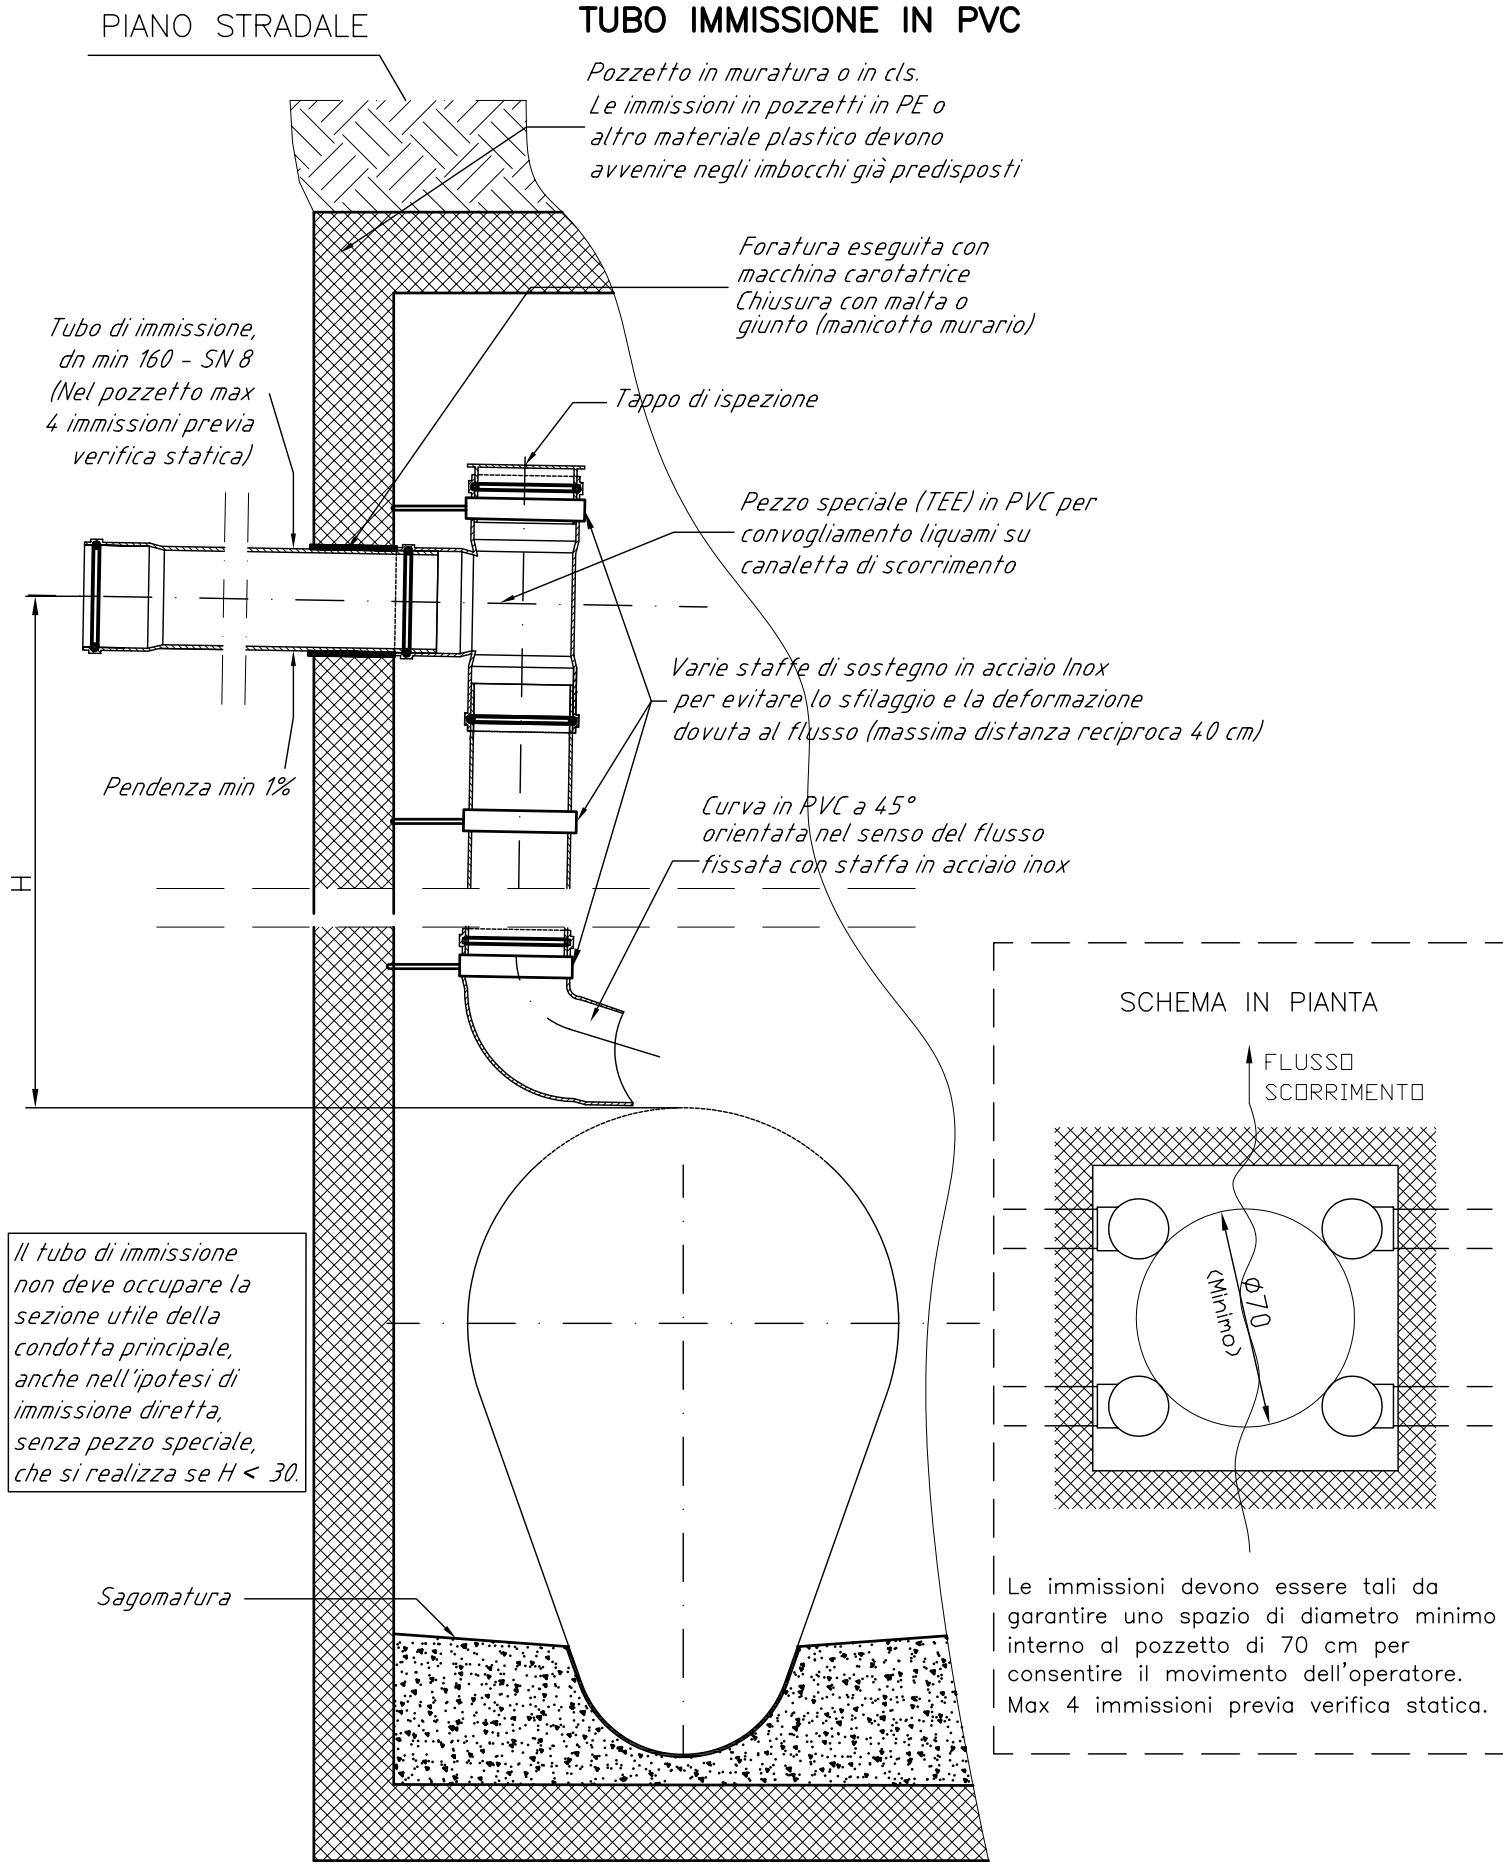 PIANO STRADALE
TUBO IMMISSIONE IN PVC
Pozzetto in muratura o in cls.
Le immissioni in pozzetti in PE o
altro materiale plastico devono
avvenire negli imbocchi già predisposti
Foratura eseguita con
macchina carotatrice
Chiusura con malta o
giunto (manicotto murario)
Tubo di immissione,
dn min 160 - SN 8
(Nel pozzetto max
4 immissioni previa
verifica statica)
Tappo di ispezione
Pezzo speciale (TEE) in PVC per
convogliamento liquami su
canaletta di scorrimento
Varie staffe di sostegno in acciaio Inox
per evitare lo sfilaggio e la deformazione
dovuta al flusso (massima distanza reciproca 40 cm)
Pendenza min 1%
Curva in PVC a 45°
orientata nel senso del flusso
fissata con staffa in acciaio inox
H
SCHEMA IN PIANTA
FLUSSO
SCORRIMENTO
Ø70
(Minimo)
Il tubo di immissione
non deve occupare la
sezione utile della
condotta principale,
anche nell'ipotesi di
immissione diretta,
senza pezzo speciale,
che si realizza se H < 30.
Sagomatura
Le immissioni devono essere tali da
garantire uno spazio di diametro minimo
interno al pozzetto di 70 cm per
consentire il movimento dell'operatore.
Max 4 immissioni previa verifica statica.